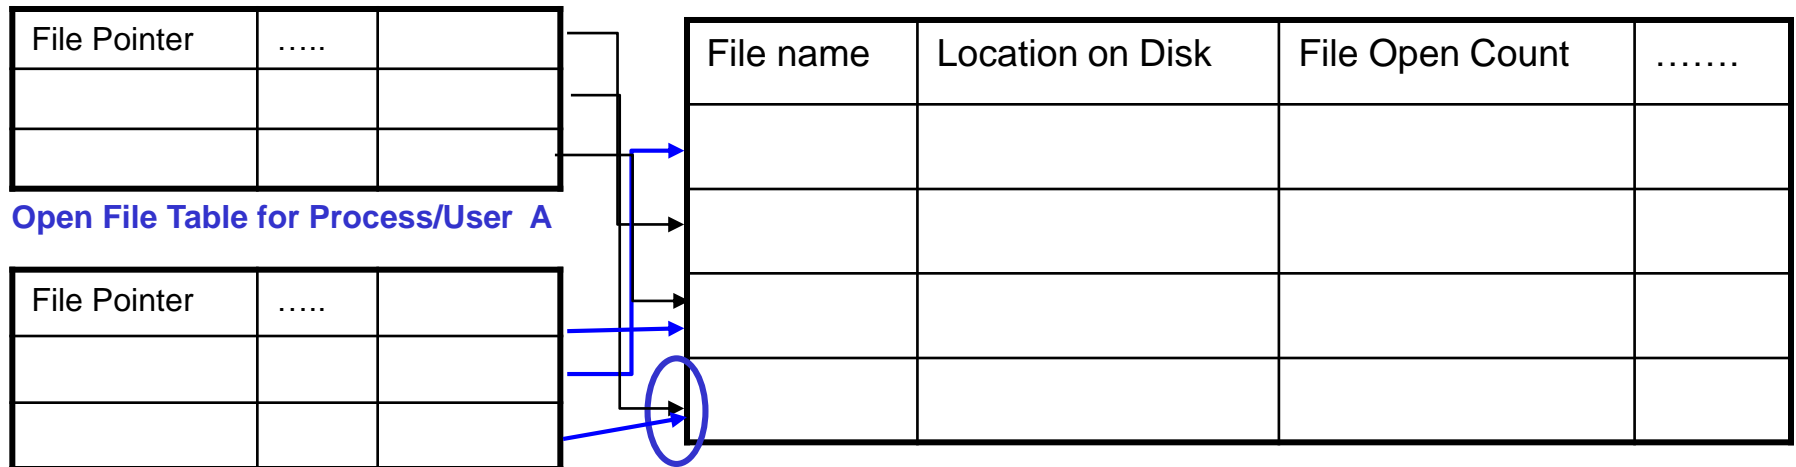 File Pointer …..
Open File Table for Process/User A
File Pointer …..
File name Location on Disk File Open Count …….